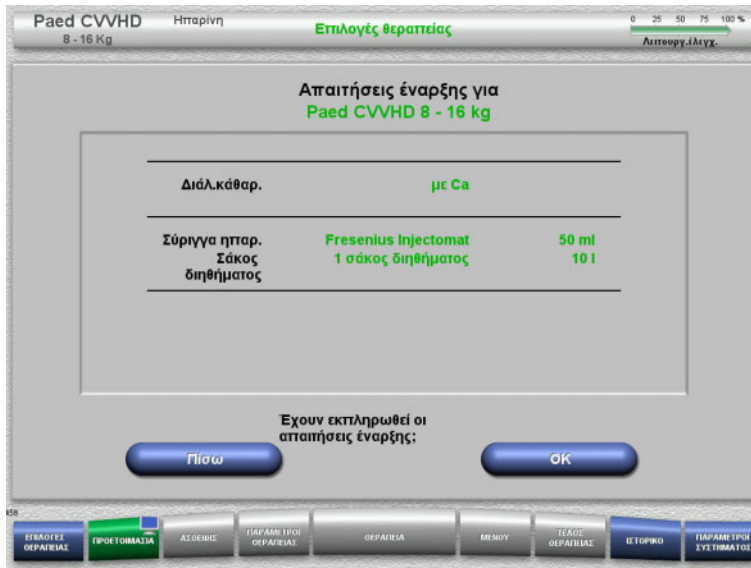 Paed CVVHD Ηπαρίνη
8 - 16 Kg
Επιλογές θεραπείας
0 25 50 75 100 %
Λειτουργ.έλεγχ.
Απαιτήσεις έναρξης για
Paed CVVHD 8 - 16 kg
Διάλ.κάθαρ. με Ca
Σύριγγα ηπαρ. Fresenius Injectomat 50 ml
Σάκος 1 σάκος διηθήματος 10 l
διηθήματος
Έχουν εκπληρωθεί οι
απαιτήσεις έναρξης;
Πίσω OK
458
ΕΠΙΛΟΓΕΣ ΘΕΡΑΠΕΙΑΣ
ΠΡΟΕΤΟΙΜΑΣΙΑ
ΑΣΘΕΝΗΣ
ΠΑΡΑΜΕΤΡΟΙ ΘΕΡΑΠΕΙΑΣ
ΘΕΡΑΠΕΙΑ
ΜΕΝΟΥ
ΤΕΛΟΣ ΘΕΡΑΠΕΙΑΣ
ΙΣΤΟΡΙΚΟ
ΠΑΡΑΜΕΤΡΟΙ ΣΥΣΤΗΜΑΤΟΣ